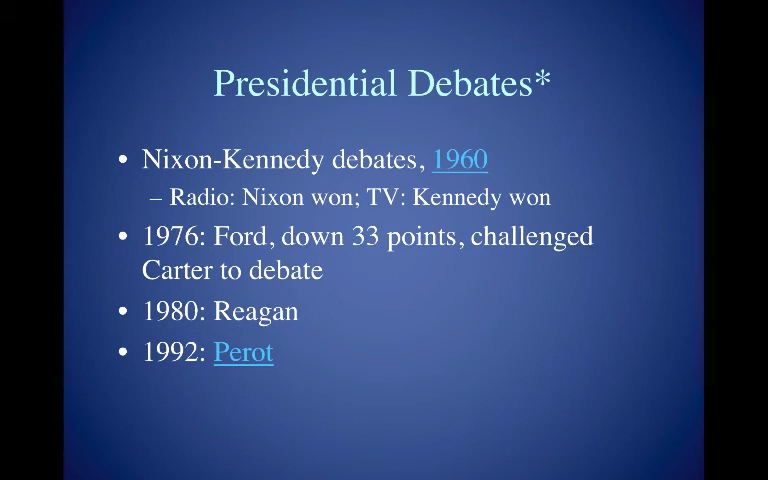 Presidential Debates*
• Nixon-Kennedy debates, 1960
– Radio: Nixon won; TV: Kennedy won
• 1976: Ford, down 33 points, challenged
Carter to debate
• 1980: Reagan
• 1992: Perot